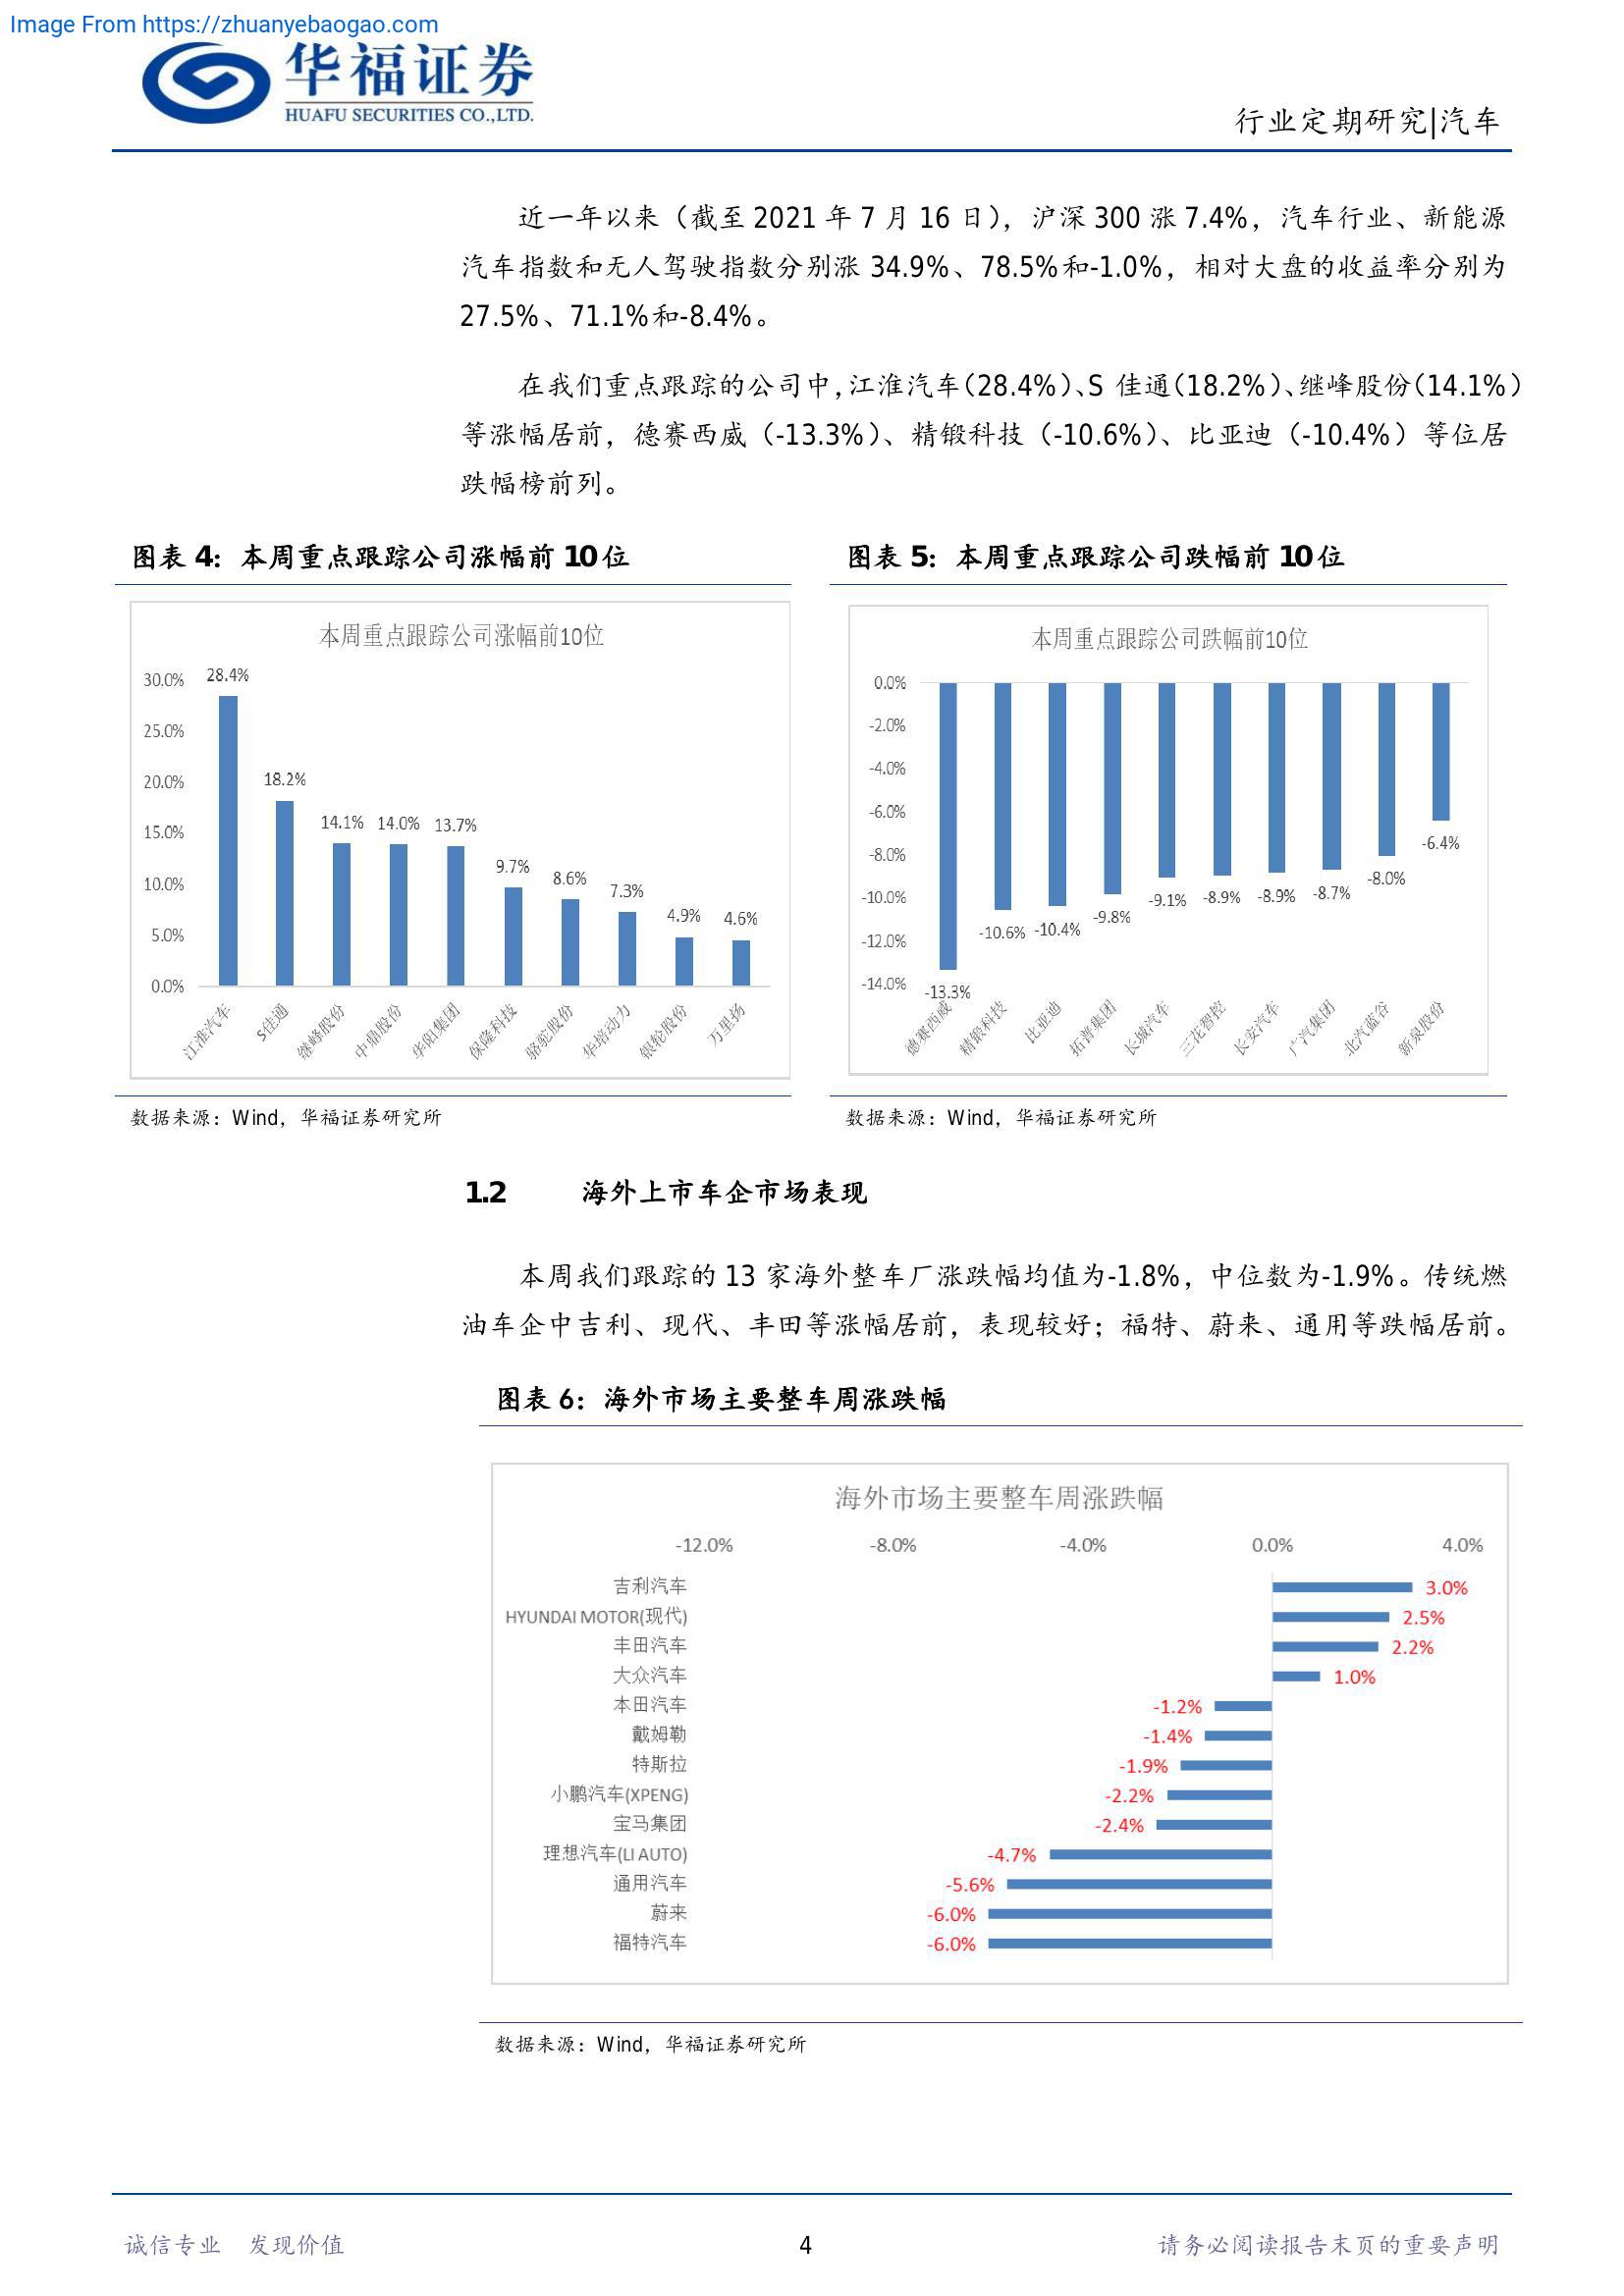 Image From https://zhuanyebaogao.com
华福证券
HUAFU SECURITIES CO.,LTD.
行业定期研究|汽车
近一年以来（截至 2021 年 7 月 16 日），沪深 300 涨 7.4%，汽车行业、新能源
汽车指数和无人驾驶指数分别涨 34.9%、78.5%和-1.0%，相对大盘的收益率分别为
27.5%、71.1%和-8.4%。
在我们重点跟踪的公司中，江淮汽车（28.4%）、S 佳通（18.2%）、继峰股份（14.1%）
等涨幅居前，德赛西威（-13.3%）、精锻科技（-10.6%）、比亚迪（-10.4%）等位居
跌幅榜前列。
图表 4：本周重点跟踪公司涨幅前 10 位
本周重点跟踪公司涨幅前10位
30.0%
25.0%
20.0%
15.0%
10.0%
5.0%
0.0%
28.4%
18.2%
14.1%
14.0%
13.7%
9.7%
8.6%
7.3%
4.9%
4.6%
江淮汽车
S佳通
继峰股份
中鼎股份
华阳集团
保隆科技
骆驼股份
华培动力
银轮股份
万里扬
数据来源：Wind，华福证券研究所
图表 5：本周重点跟踪公司跌幅前 10 位
本周重点跟踪公司跌幅前10位
0.0%
-2.0%
-4.0%
-6.0%
-8.0%
-10.0%
-12.0%
-14.0%
-13.3%
-10.6%
-10.4%
-9.8%
-9.1%
-8.9%
-8.9%
-8.7%
-8.0%
-6.4%
德赛西威
精锻科技
比亚迪
拓普集团
长城汽车
三花智控
长安汽车
广汽集团
北汽蓝谷
新泉股份
数据来源：Wind，华福证券研究所
1.2 海外上市车企市场表现
本周我们跟踪的 13 家海外整车厂涨跌幅均值为-1.8%，中位数为-1.9%。传统燃
油车企中吉利、现代、丰田等涨幅居前，表现较好；福特、蔚来、通用等跌幅居前。
图表 6：海外市场主要整车周涨跌幅
海外市场主要整车周涨跌幅
-12.0% -8.0% -4.0% 0.0% 4.0%
吉利汽车 3.0%
HYUNDAI MOTOR(现代) 2.5%
丰田汽车 2.2%
大众汽车 1.0%
本田汽车 -1.2%
戴姆勒 -1.4%
特斯拉 -1.9%
小鹏汽车(XPENG) -2.2%
宝马集团 -2.4%
理想汽车(LI AUTO) -4.7%
通用汽车 -5.6%
蔚来 -6.0%
福特汽车 -6.0%
数据来源：Wind，华福证券研究所
诚信专业 发现价值
4
请务必阅读报告末页的重要声明